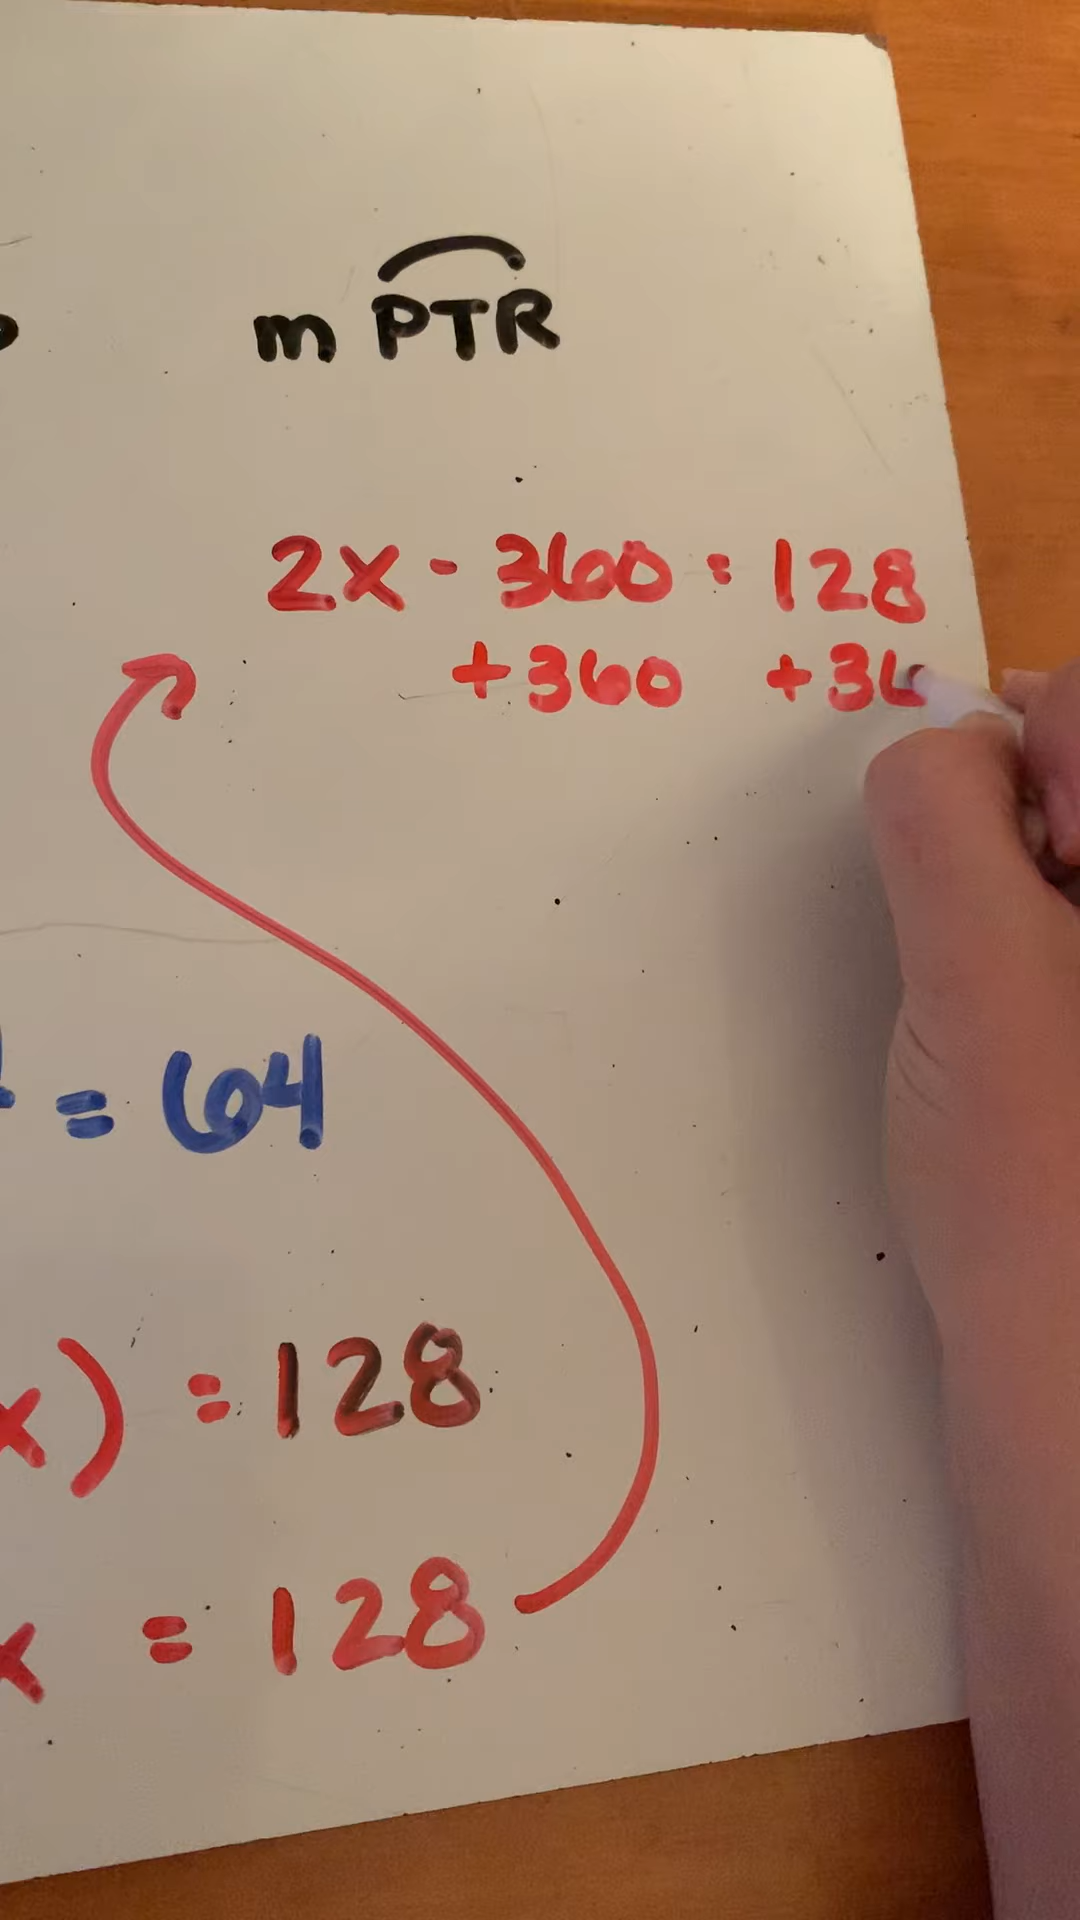 m PTR
2x - 360 = 128
+360 +36
= 64
x) = 128
x = 128